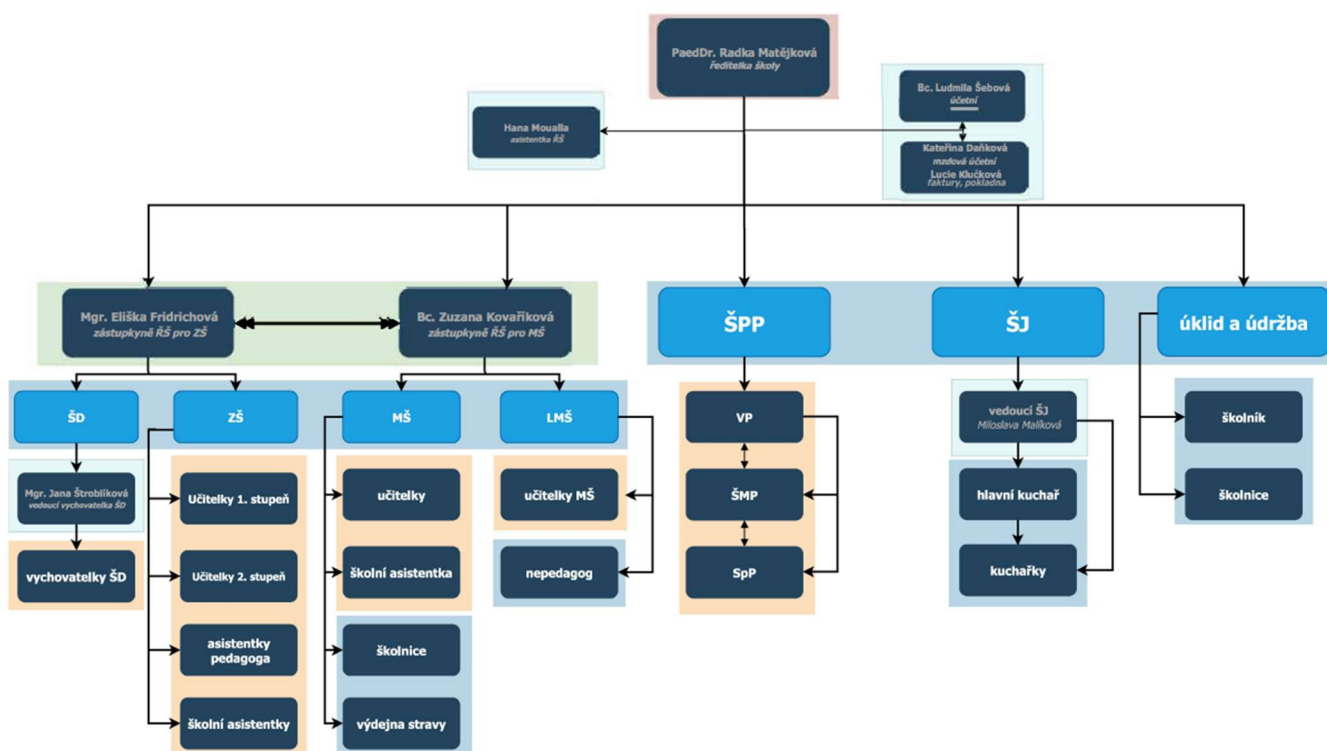 PaedDr. Radka Matějková
ředitelka školy
Bc. Ludmila Šebová
účetní
Hana Moualla
asistentka ŘŠ
Kateřina Daňková
mzdová účetní
Lucie Klučková
faktury, pokladna
Mgr. Eliška Fridrichová
zástupkyně ŘŠ pro ZŠ
Bc. Zuzana Kovaříková
zástupkyně ŘŠ pro MŠ
ŠPP
ŠJ
úklid a údržba
ŠD
ZŠ
MŠ
LMŠ
VP
vedoucí ŠJ
Miloslava Malíková
školník
Mgr. Jana Štroblíková
vedoucí vychovatelka ŠD
Učitelky 1. stupeň
učitelky
učitelky MŠ
ŠMP
hlavní kuchař
školnice
vychovatelky ŠD
Učitelky 2. stupeň
školní asistentka
nepedagog
SpP
kuchařky
asistentky
pedagoga
školnice
školní asistentky
výdejna stravy